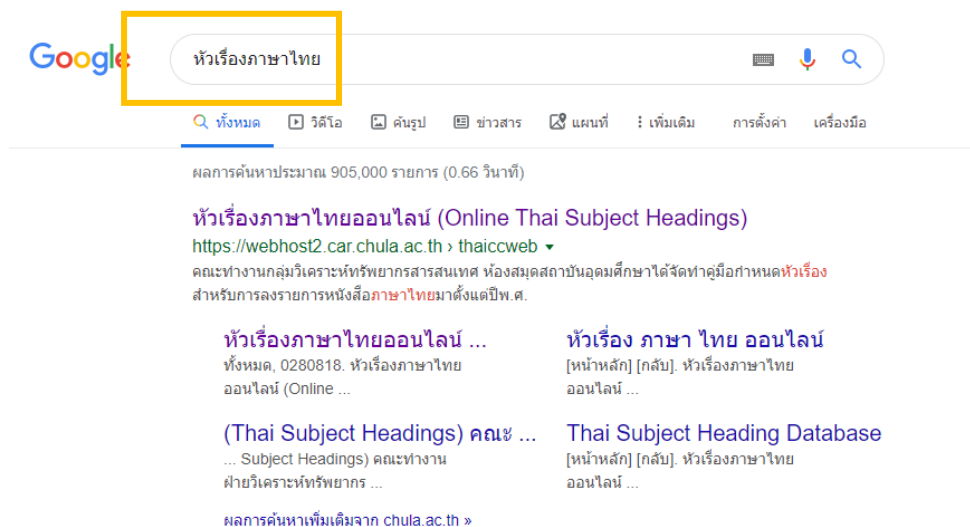 Google
หัวเรื่องภาษาไทย
ทั้งหมด วิดีโอ ค้นรูป ข่าวสาร แผนที่ เพิ่มเติม การตั้งค่า เครื่องมือ
ผลการค้นหาประมาณ 905,000 รายการ (0.66 วินาที)
หัวเรื่องภาษาไทยออนไลน์ (Online Thai Subject Headings)
https://webhost2.car.chula.ac.th › thaiccweb
คณะทำงานกลุ่มวิเคราะห์ทรัพยากรสารสนเทศ ห้องสมุดสถาบันอุดมศึกษาได้จัดทำคู่มือกำหนดหัวเรื่อง
สำหรับการลงรายการหนังสือภาษาไทยมาตั้งแต่ปีพ.ศ.
หัวเรื่องภาษาไทยออนไลน์ ...
ทั้งหมด, 0280818. หัวเรื่องภาษาไทย
ออนไลน์ (Online ...
หัวเรื่อง ภาษา ไทย ออนไลน์
[หน้าหลัก] [กลับ]. หัวเรื่องภาษาไทย
ออนไลน์ ...
(Thai Subject Headings) คณะ ...
... Subject Headings) คณะทำงาน
ฝ่ายวิเคราะห์ทรัพยากร ...
Thai Subject Heading Database
[หน้าหลัก] [กลับ]. หัวเรื่องภาษาไทย
ออนไลน์ ...
ผลการค้นหาเพิ่มเติมจาก chula.ac.th »